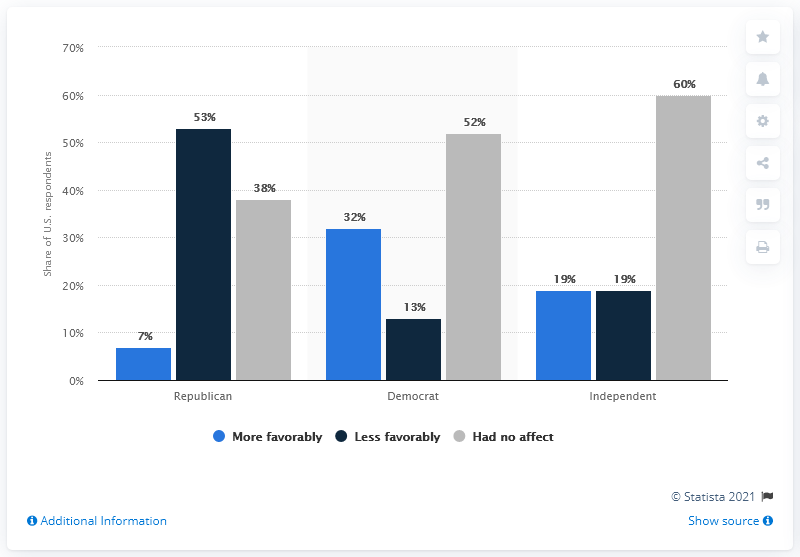 70%
60%
50%
40%
30%
20%
10%
0%
Share of U.S. respondents
7%
53%
38%
32%
13%
52%
19%
19%
60%
Republican
Democrat
Independent
More favorably
Less favorably
Had no affect
© Statista 2021
Additional Information
Show source